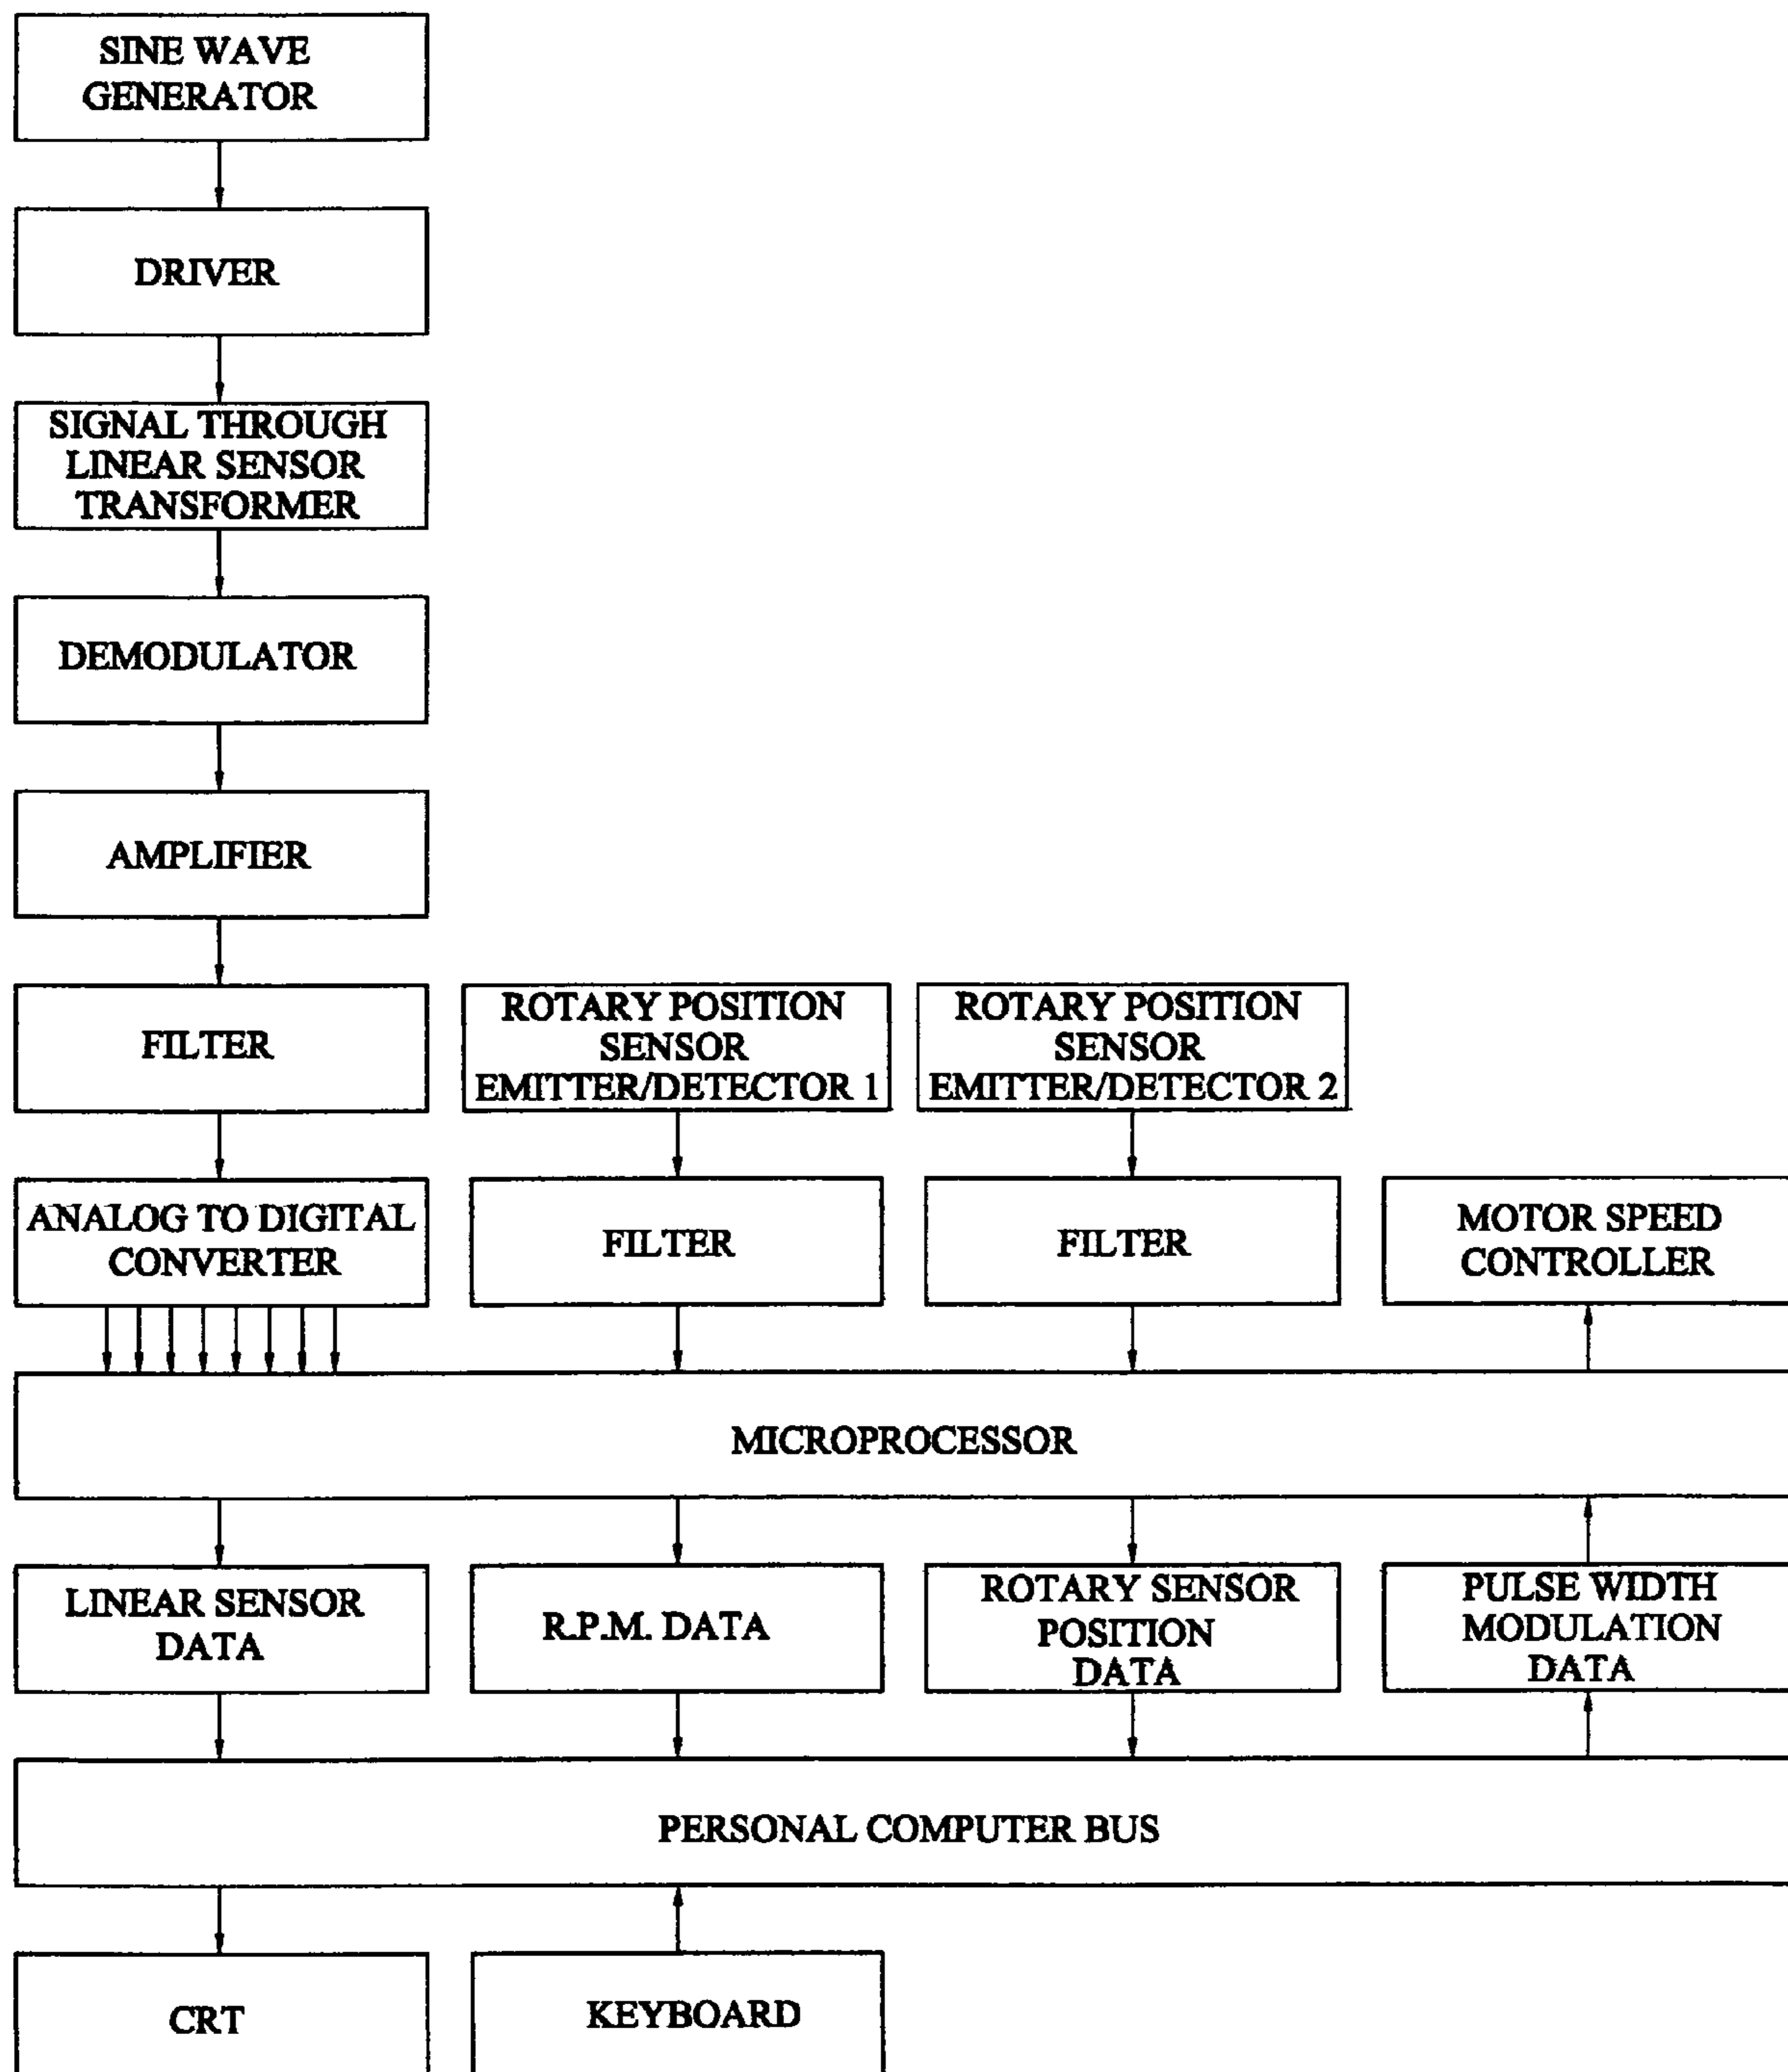 SINE WAVE
GENERATOR
DRIVER
SIGNAL THROUGH
LINEAR SENSOR
TRANSFORMER
DEMODULATOR
AMPLIFIER
FILTER
ROTARY POSITION
SENSOR
EMITTER/DETECTOR 1
ROTARY POSITION
SENSOR
EMITTER/DETECTOR 2
ANALOG TO DIGITAL
CONVERTER
FILTER
FILTER
MOTOR SPEED
CONTROLLER
MICROPROCESSOR
LINEAR SENSOR
DATA
R.P.M. DATA
ROTARY SENSOR
POSITION
DATA
PULSE WIDTH
MODULATION
DATA
PERSONAL COMPUTER BUS
CRT
KEYBOARD